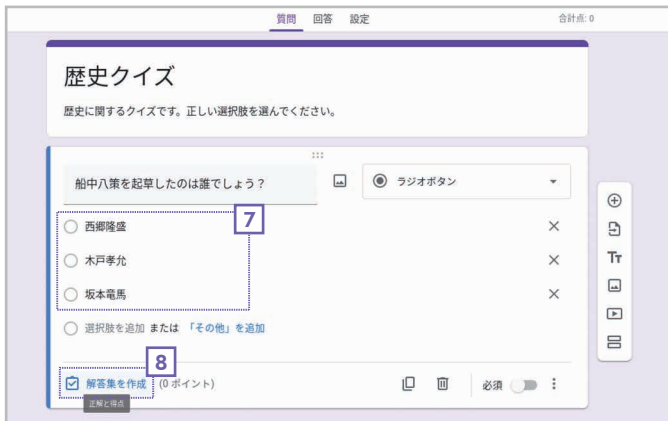 質問 回答 設定 合計点: 0
歴史クイズ
歴史に関するクイズです。正しい選択肢を選んでください。
船中八策を起草したのは誰でしょう？ ラジオボタン
7
西郷隆盛
木戸孝允
坂本竜馬
選択肢を追加 または 「その他」を追加
8
解答集を作成 (0 ポイント) 必須
正解と得点
Tт